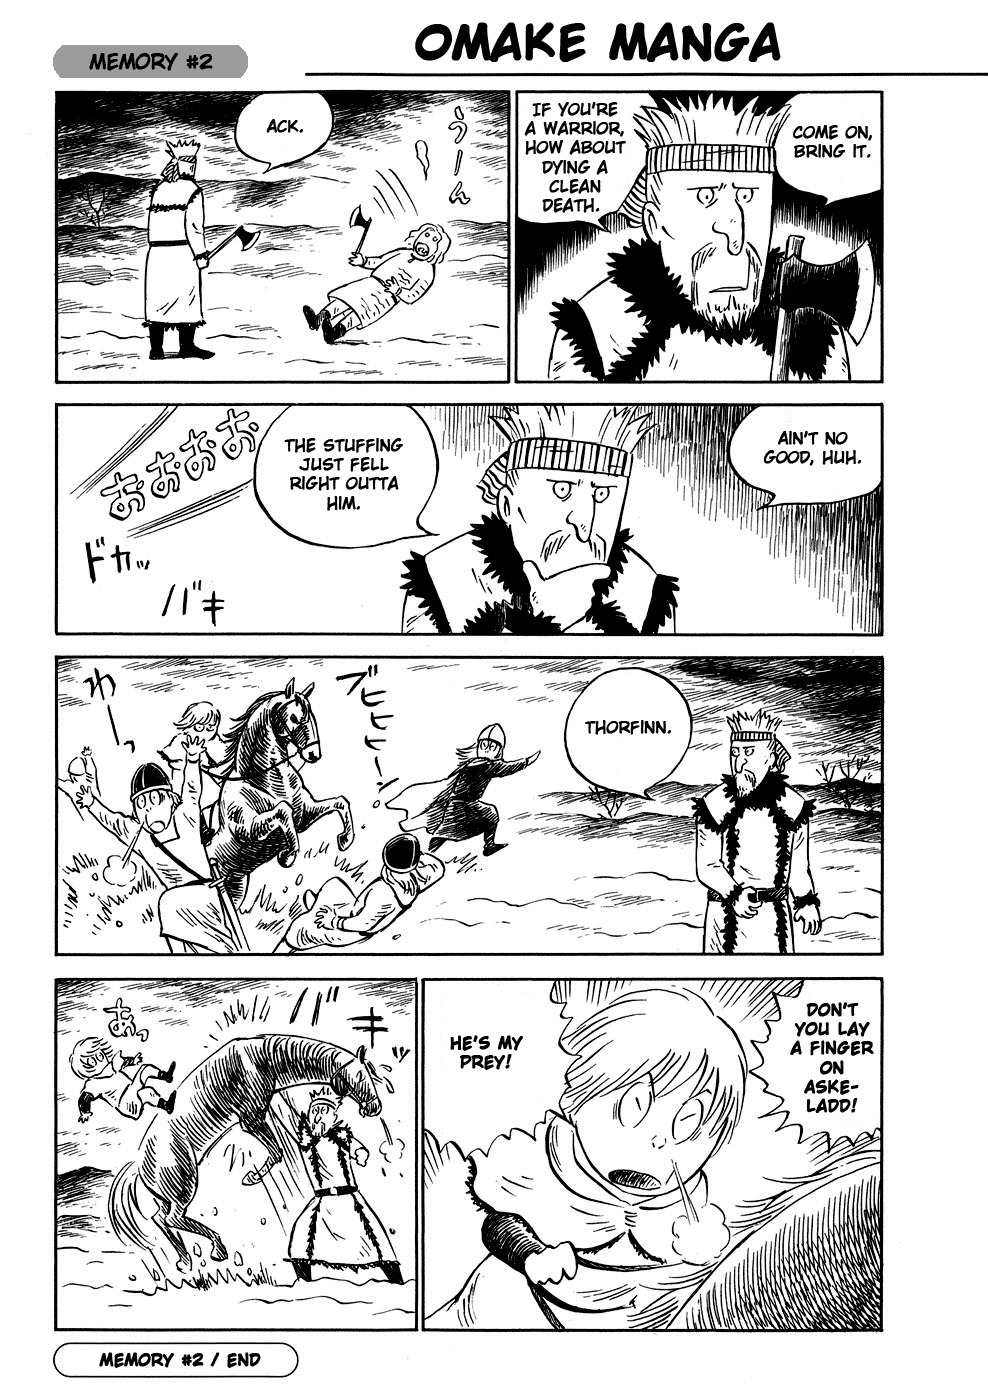 OMAKE MANGA
MEMORY #2
COME ON,
BRING IT.
IF YOU'RE
A WARRIOR,
HOW ABOUT
DYING A
CLEAN
DEATH.
うーん
ACK.
AIN'T NO
GOOD, HUH.
THE STUFFING
JUST FELL
RIGHT OUTTA
HIM.
おおおお
ドカッ
バキ
THORFINN.
ブヒヒヒー!
わーっ
DON'T
YOU LAY
A FINGER
ON
ASKE-
LADD!
HE'S MY
PREY!
バキッ
あっ
MEMORY #2 / END